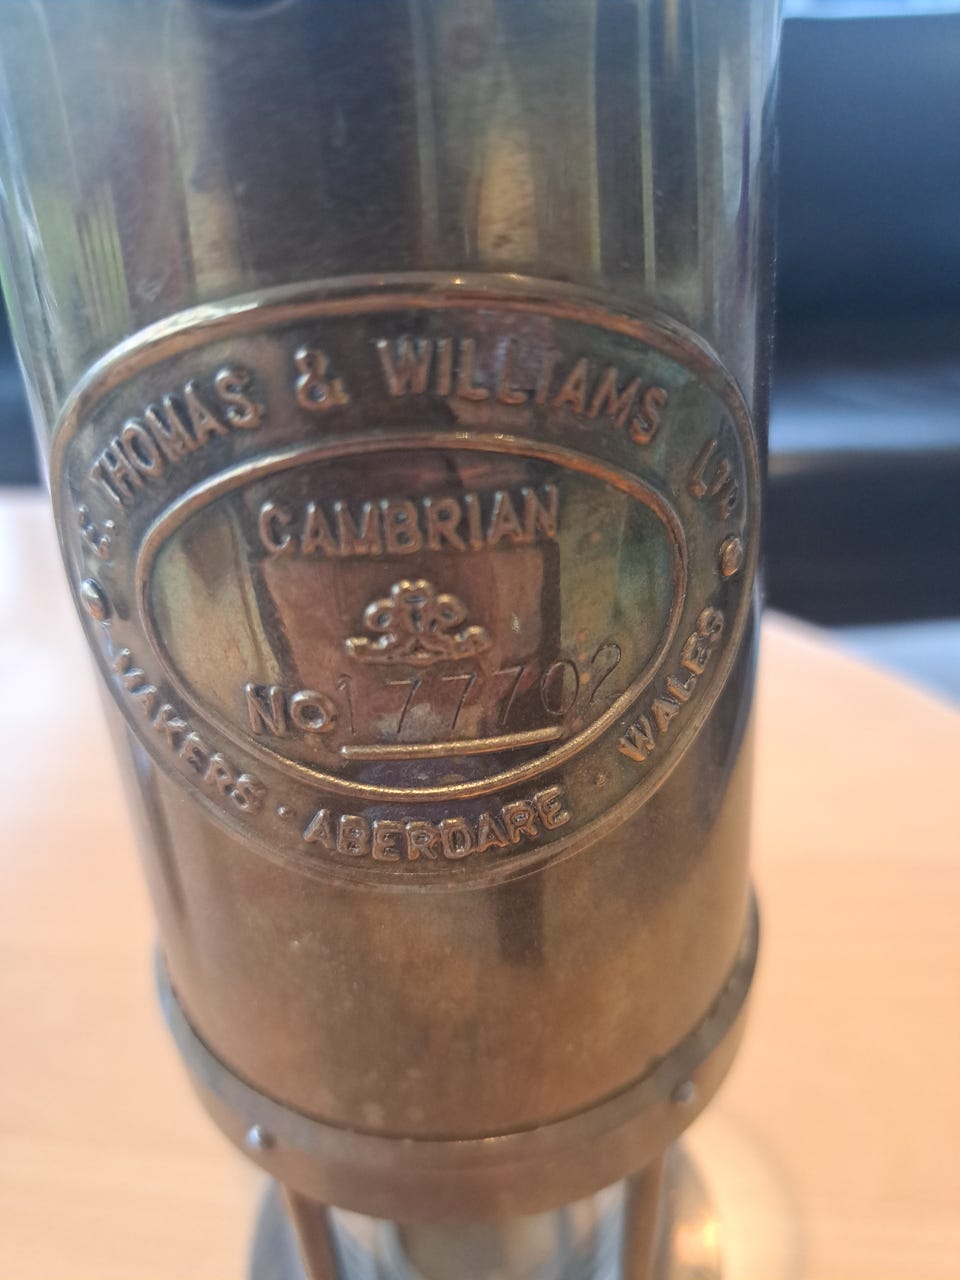 E. THOMAS & WILLIAMS LTD
CAMBRIAN
NO 177702
MAKERS · ABERDARE · WALES